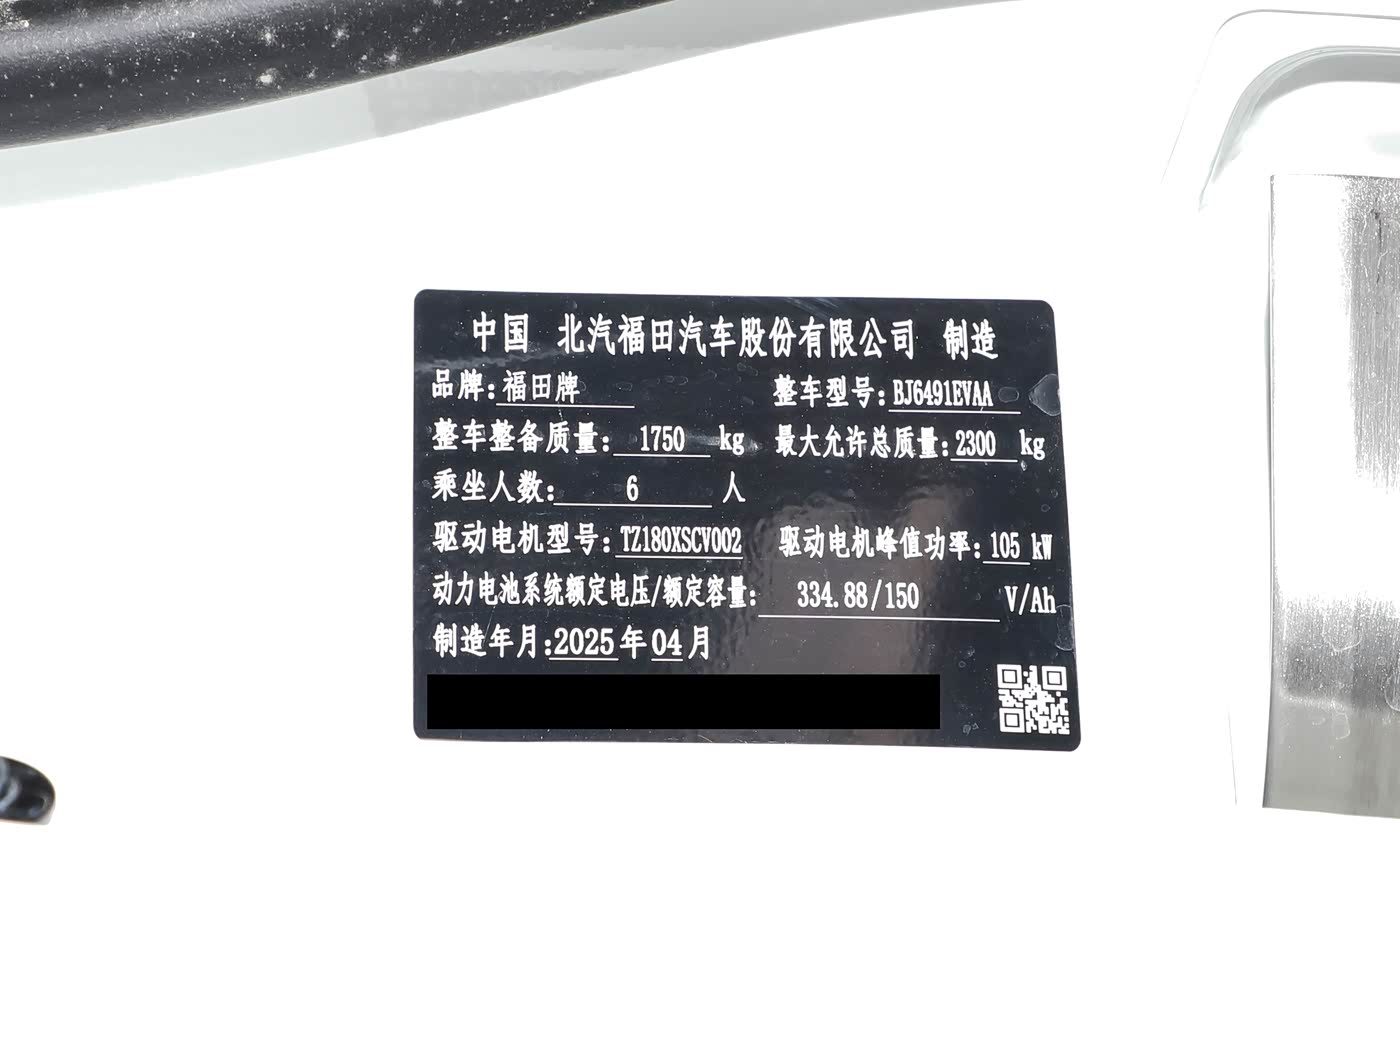 中国 北汽福田汽车股份有限公司 制造
品牌:福田牌 整车型号:BJ6491EVAA
整车整备质量: 1750 kg 最大允许总质量:2300 kg
乘坐人数: 6 人
驱动电机型号:TZ180XSCV002 驱动电机峰值功率:105 kW
动力电池系统额定电压/额定容量: 334.88/150 V/Ah
制造年月:2025年04月